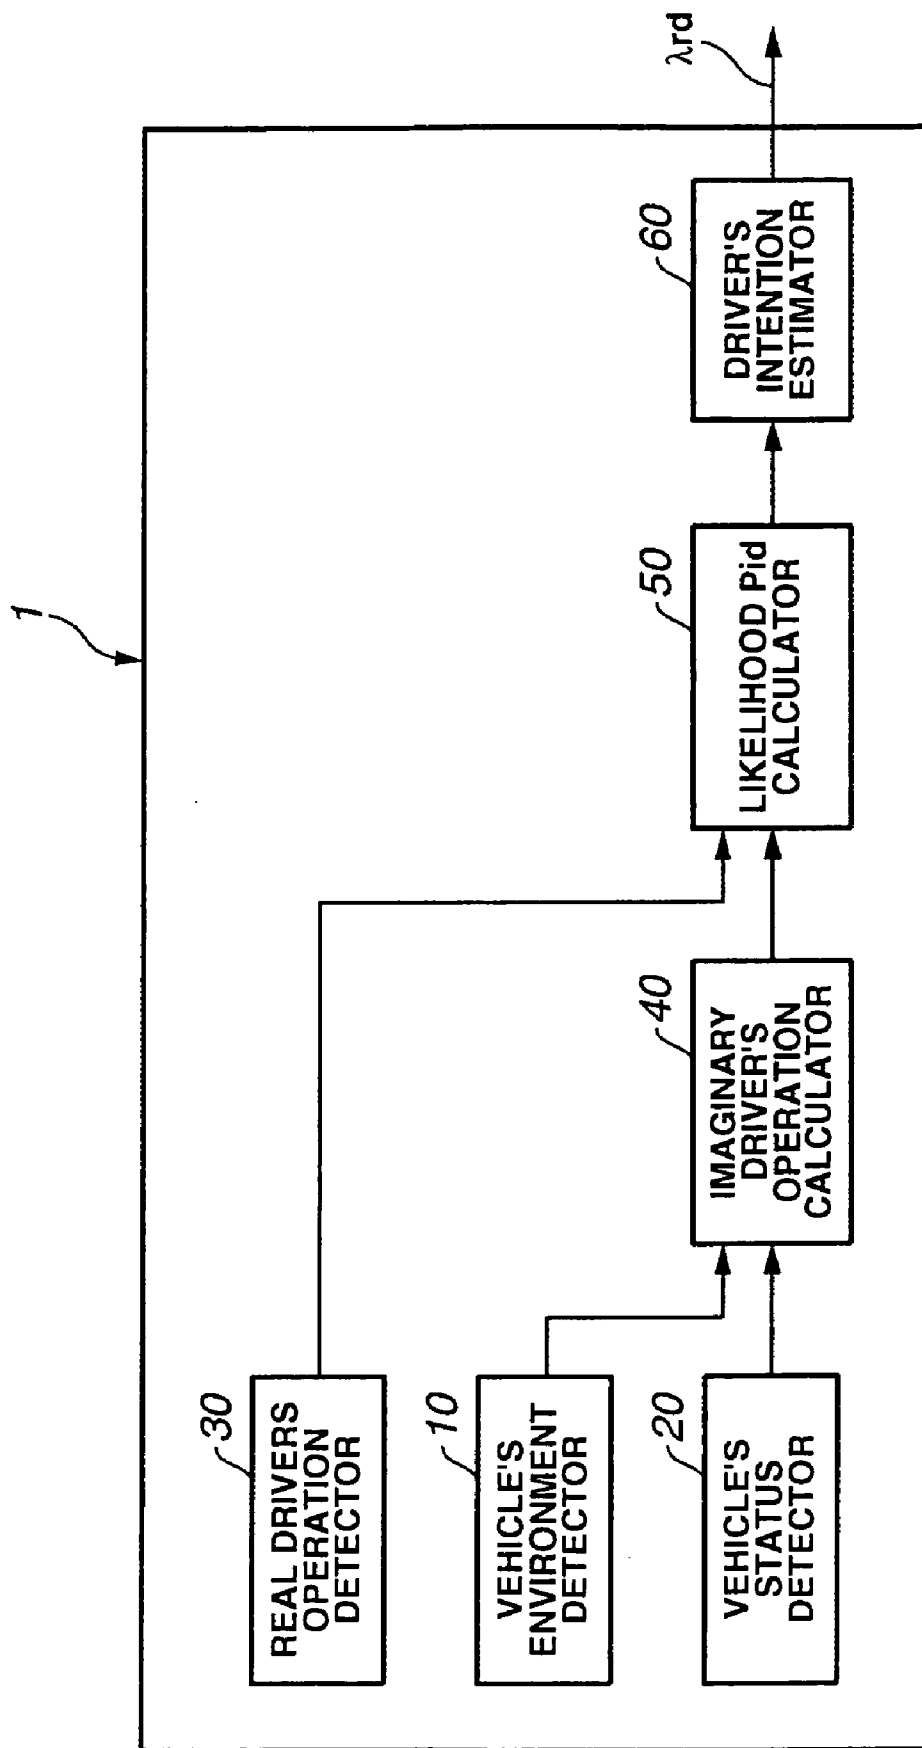 1
30
REAL DRIVERS
OPERATION
DETECTOR
10
VEHICLE'S
ENVIRONMENT
DETECTOR
20
VEHICLE'S
STATUS
DETECTOR
40
IMAGINARY
DRIVER'S
OPERATION
CALCULATOR
50
LIKELIHOOD Pid
CALCULATOR
60
DRIVER'S
INTENTION
ESTIMATOR
λrd